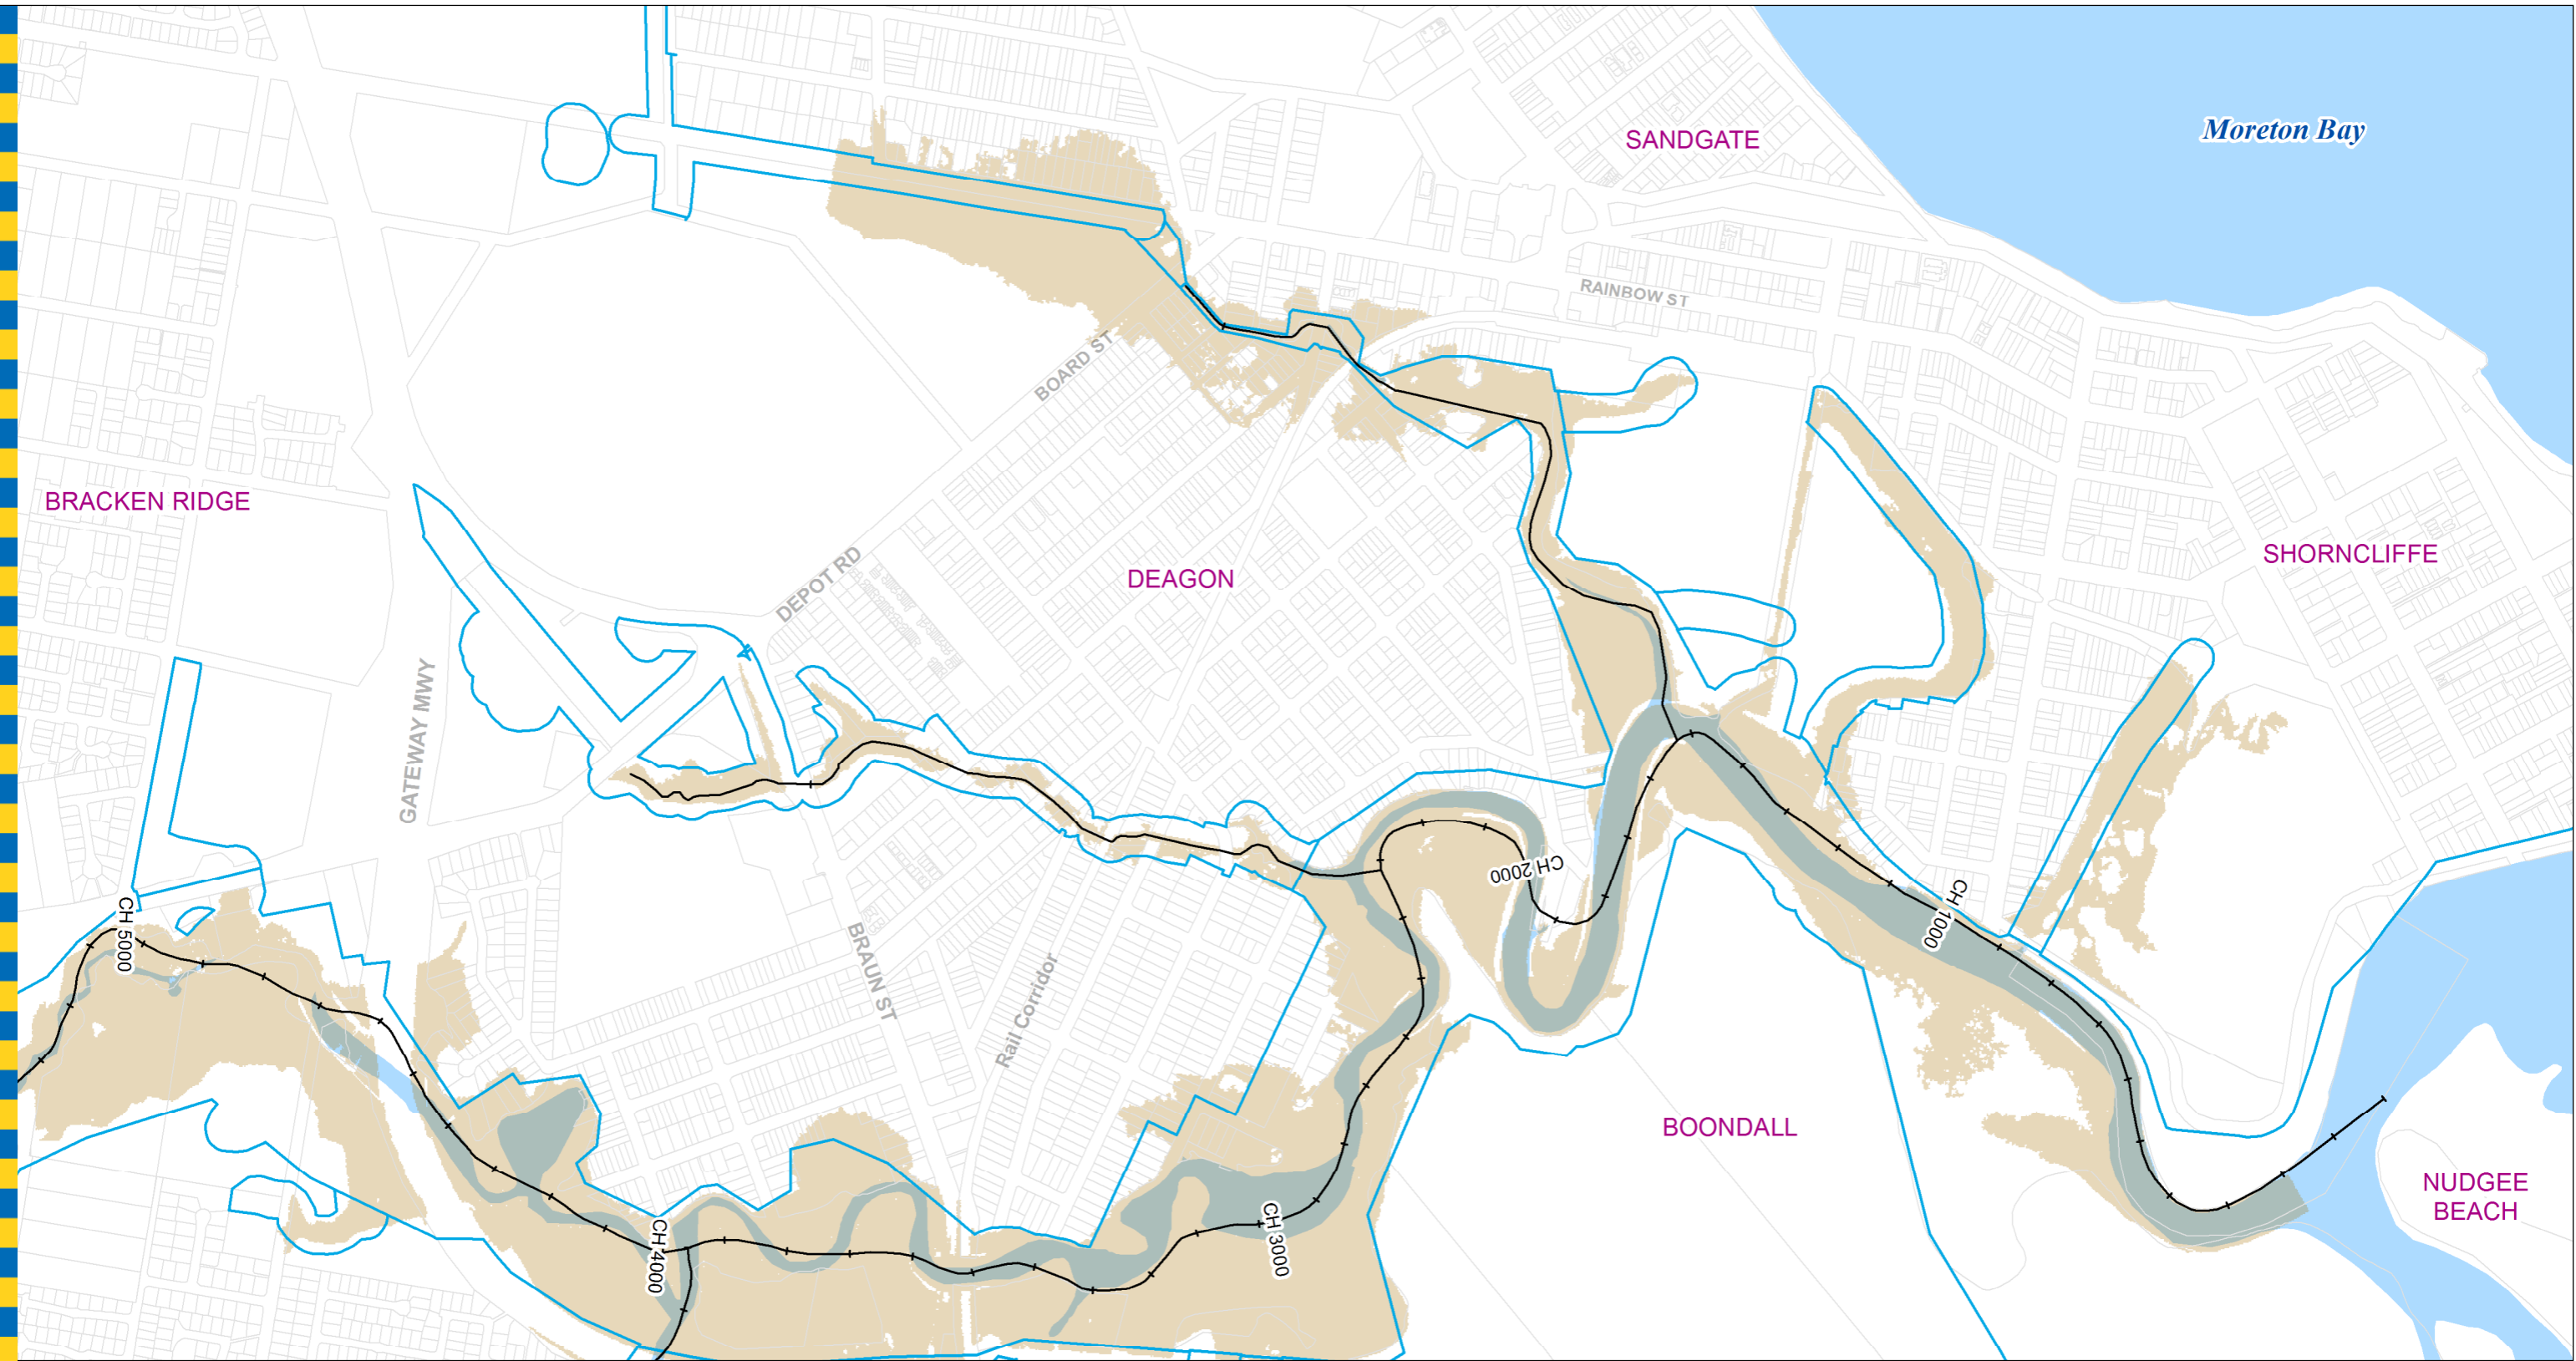 Moreton Bay
SANDGATE
RAINBOW ST
BOARD ST
BRACKEN RIDGE
SHORNCLIFFE
DEAGON
DEPOT RD
GATEWAY MWY
CH 2000
CH 1000
CH 5000
BRAUN ST
Rail Corridor
BOONDALL
NUDGEE
BEACH
CH 3000
CH 4000